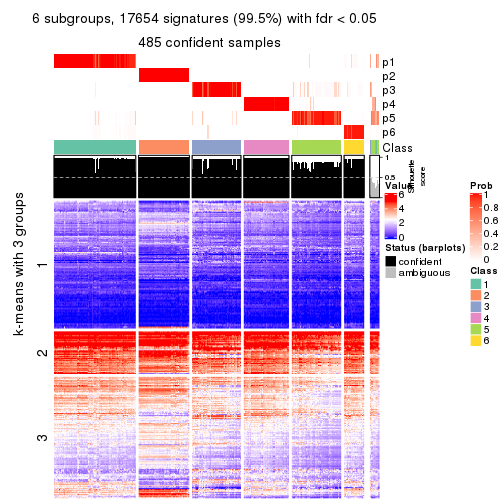 6 subgroups, 17654 signatures (99.5%) with fdr < 0.05
485 confident samples
p1
p2
p3
p4
p5
p6
Class
1
0.5
0
Silhouette
score
k-means with 3 groups
1
2
3
Value
6
4
2
0
Status (barplots)
confident
ambiguous
Prob
1
0.8
0.6
0.4
0.2
0
Class
1
2
3
4
5
6